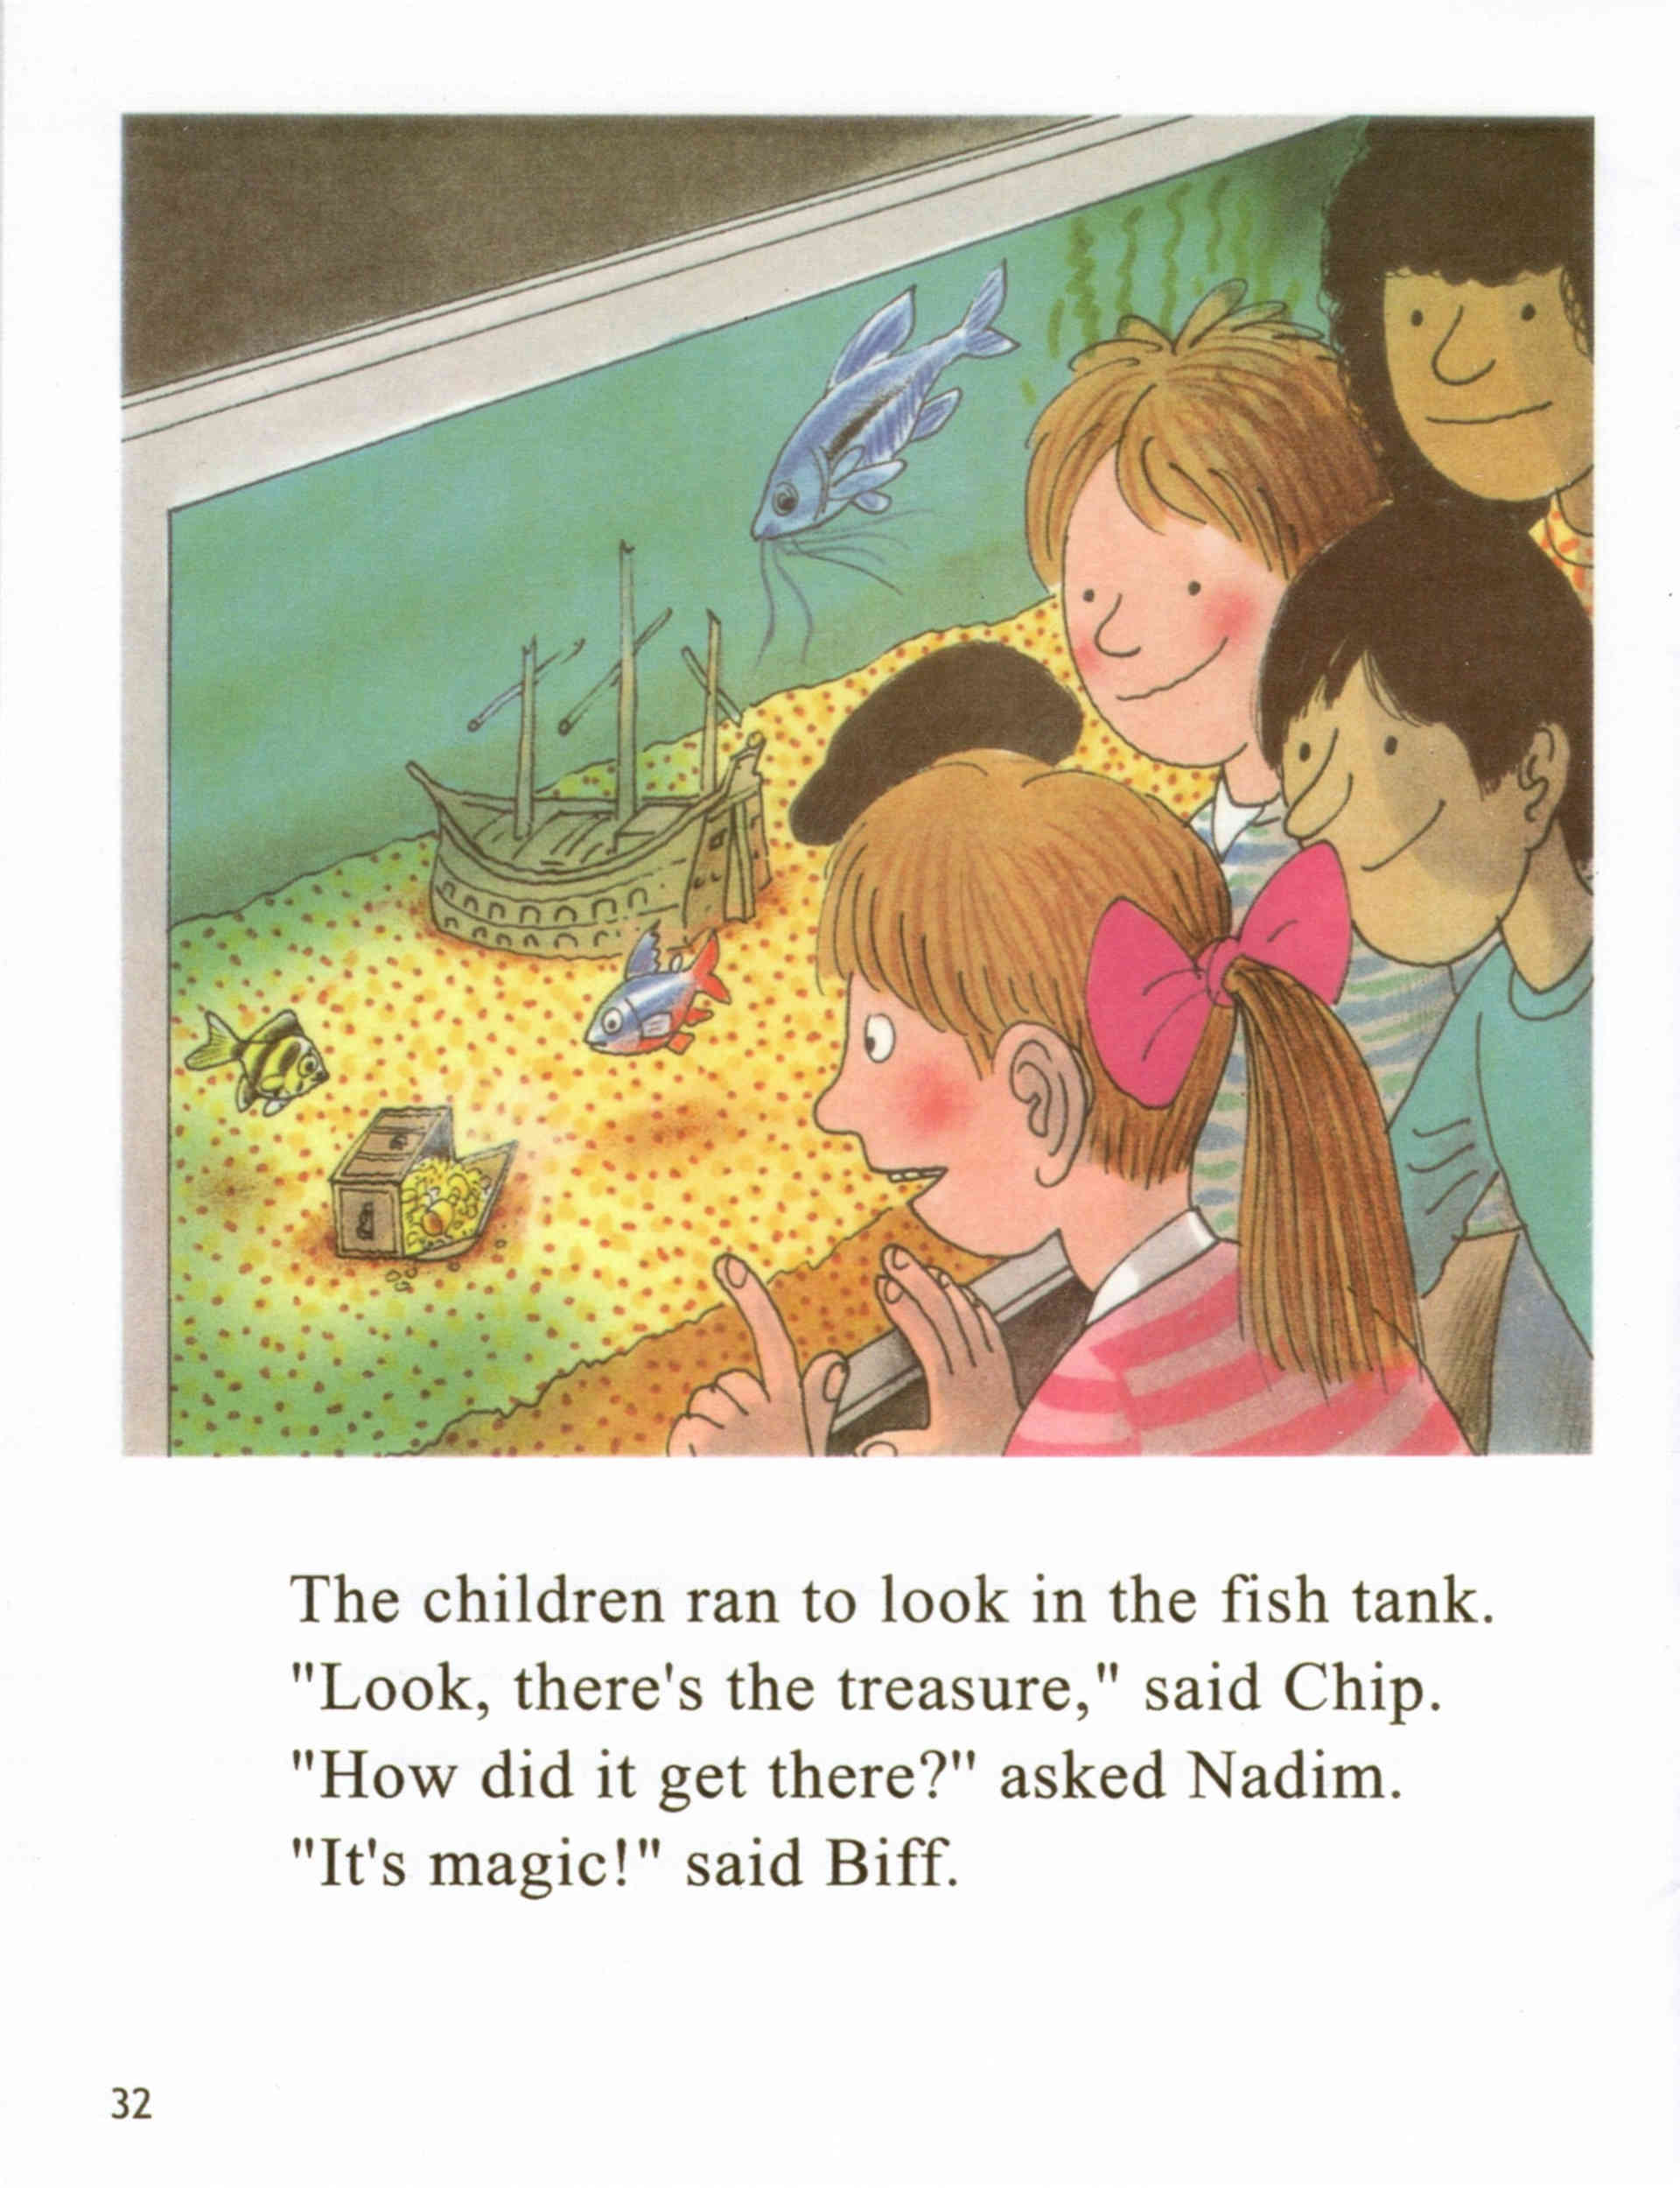 The children ran to look in the fish tank.
"Look, there's the treasure," said Chip.
"How did it get there?" asked Nadim.
"It's magic!" said Biff.
32